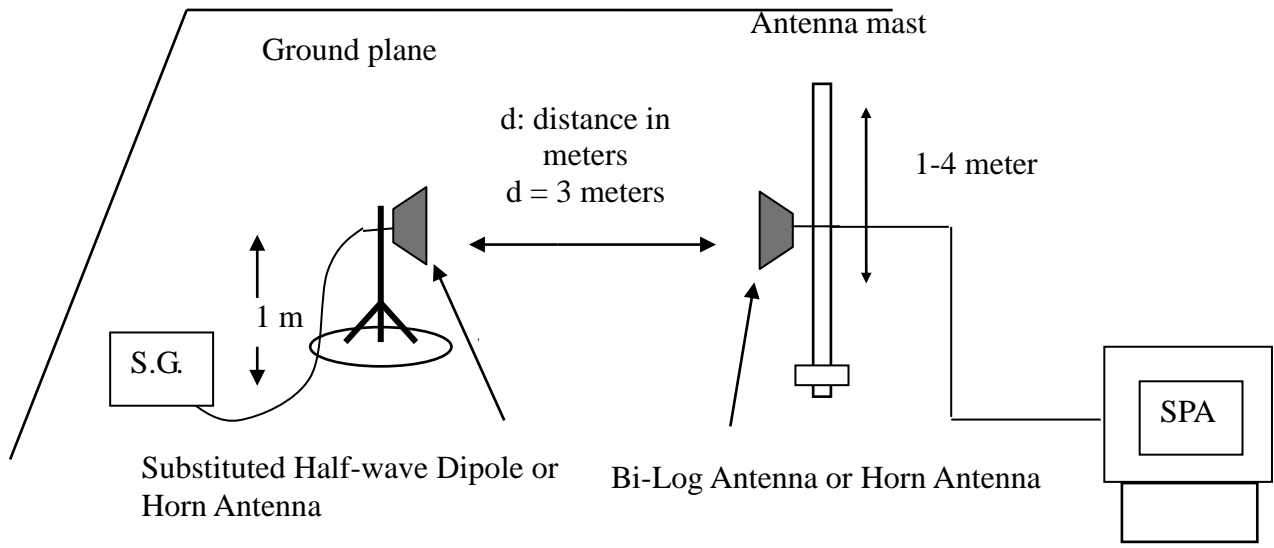 Antenna mast
Ground plane
d: distance in
meters
d = 3 meters
1-4 meter
1 m
S.G.
SPA
Substituted Half-wave Dipole or
Horn Antenna
Bi-Log Antenna or Horn Antenna